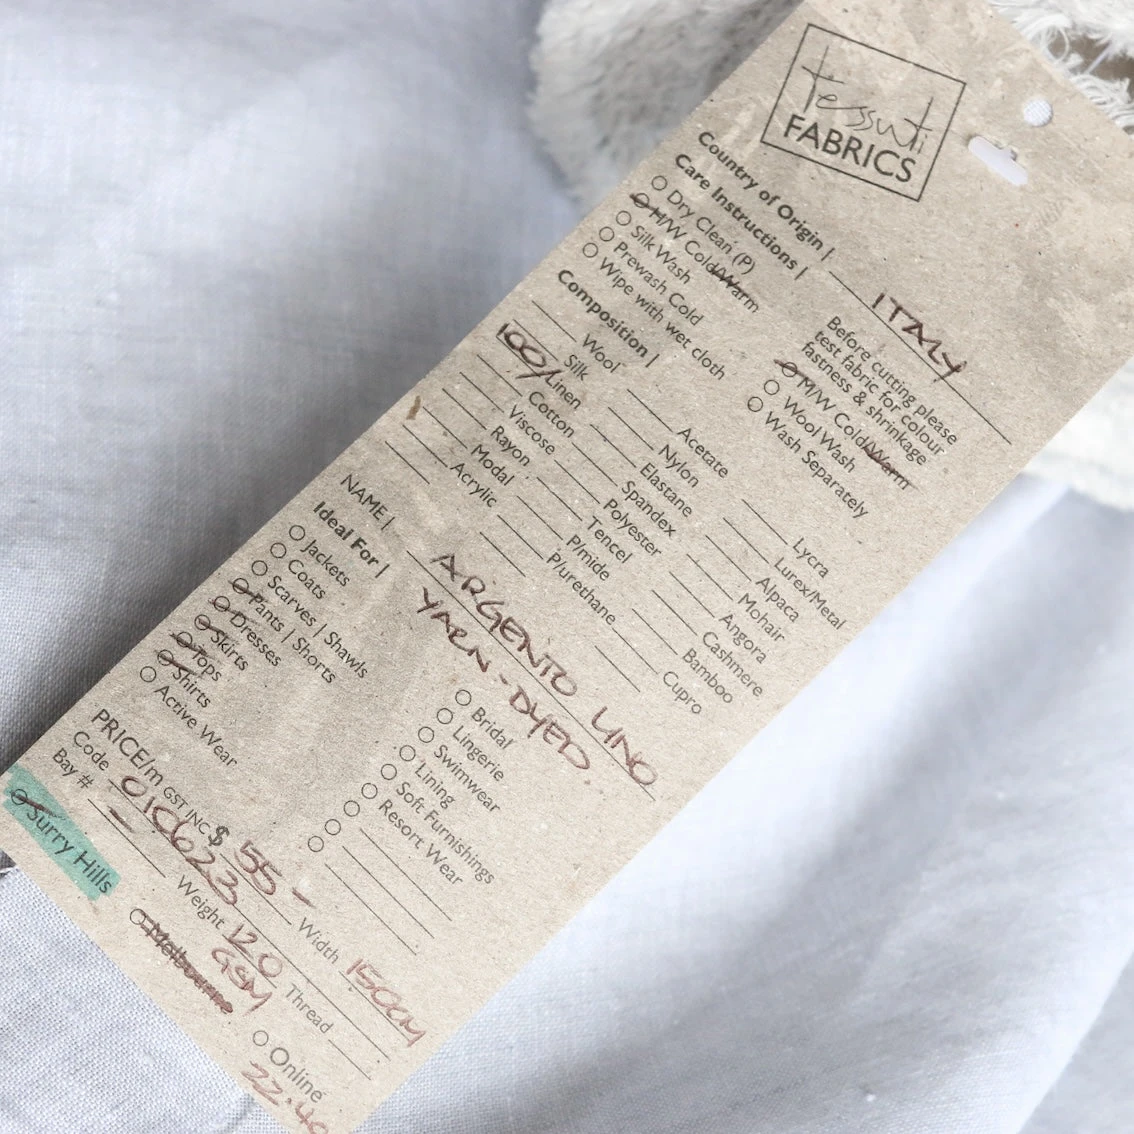 tessuti
FABRICS
Country of Origin | ITALY
Care Instructions |
Before cutting please
test fabric for colour
fastness & shrinkage
Dry Clean (P)
H/W Cold/Warm
Silk Wash
Prewash Cold
Wipe with wet cloth
M/W Cold/Warm
Wool Wash
Wash Separately
Composition |
Wool
Silk
100/ Linen
Cotton
Viscose
Rayon
Modal
Acrylic
Acetate
Nylon
Elastane
Spandex
Polyester
Tencel
P/mide
P/urethane
Lycra
Lurex/Metal
Alpaca
Mohair
Angora
Cashmere
Bamboo
Cupro
NAME | ARGENTO LINO
YARN-DYED.
Ideal For |
Jackets
Coats
Scarves | Shawls
Pants | Shorts
Dresses
Skirts
Tops
Shirts
Active Wear
Bridal
Lingerie
Swimwear
Lining
Soft Furnishings
Resort Wear
PRICE/m GST INC $ 55 -
Width 150cm
Code 010623
Weight 120 GSM
Bay # -
Thread
Surry Hills
Melbourne
Online
22.40